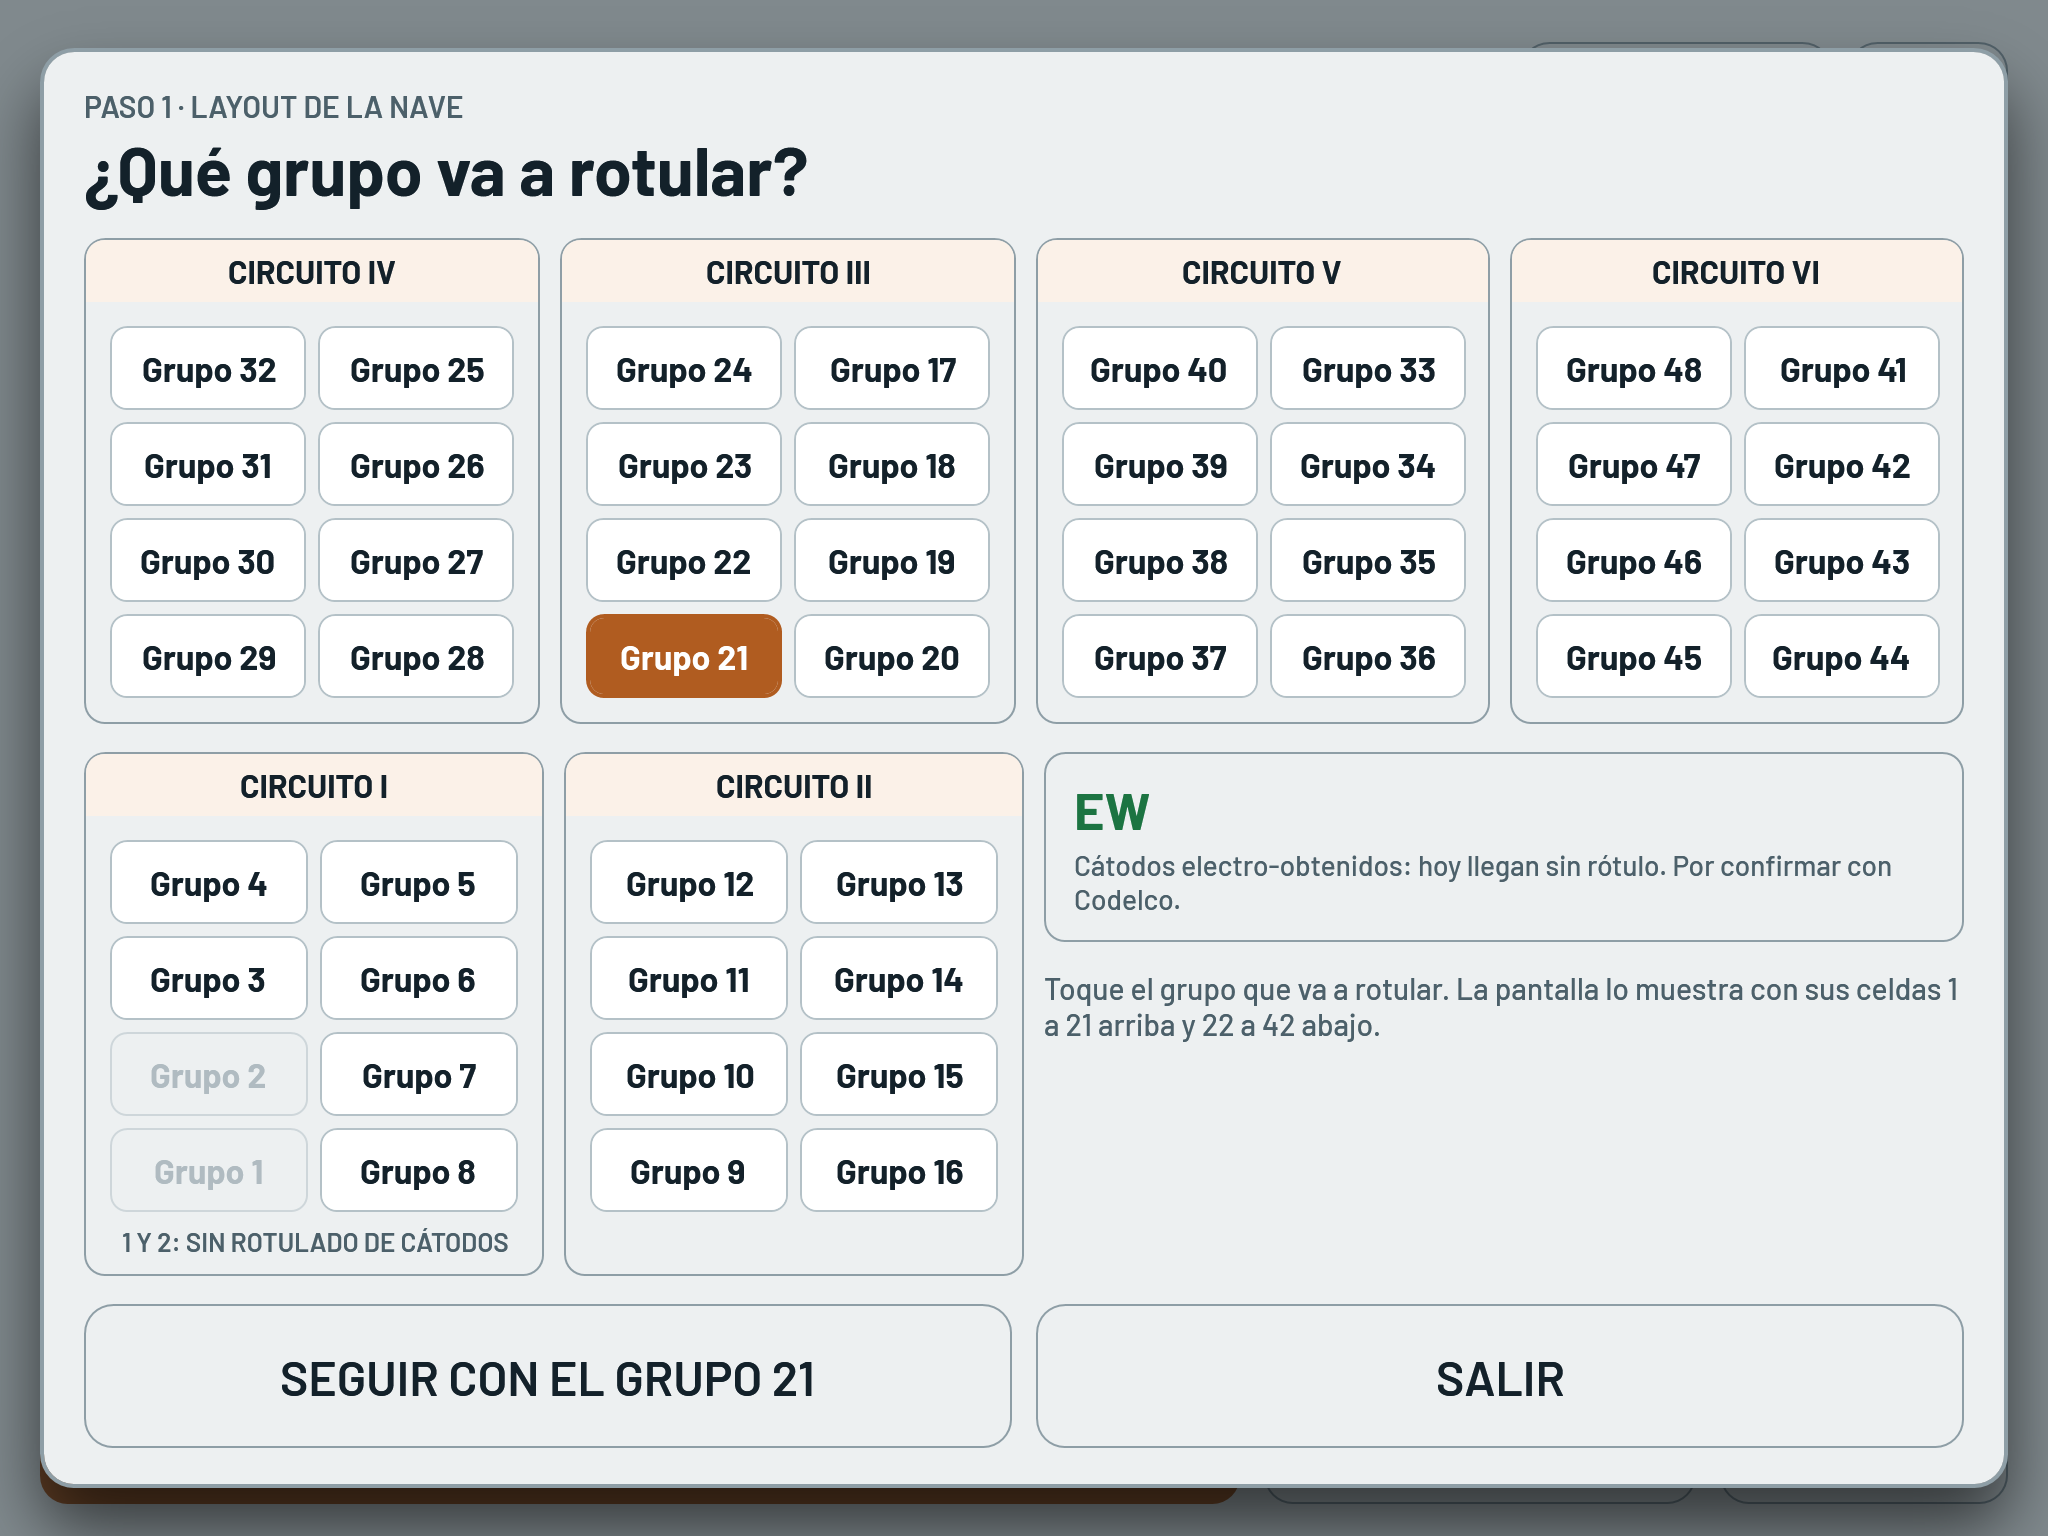 PASO 1 · LAYOUT DE LA NAVE
¿Qué grupo va a rotular?
CIRCUITO IV
Grupo 32
Grupo 25
Grupo 31
Grupo 26
Grupo 30
Grupo 27
Grupo 29
Grupo 28
CIRCUITO III
Grupo 24
Grupo 17
Grupo 23
Grupo 18
Grupo 22
Grupo 19
Grupo 21
Grupo 20
CIRCUITO V
Grupo 40
Grupo 33
Grupo 39
Grupo 34
Grupo 38
Grupo 35
Grupo 37
Grupo 36
CIRCUITO VI
Grupo 48
Grupo 41
Grupo 47
Grupo 42
Grupo 46
Grupo 43
Grupo 45
Grupo 44
CIRCUITO I
Grupo 4
Grupo 5
Grupo 3
Grupo 6
Grupo 2
Grupo 7
Grupo 1
Grupo 8
1 Y 2: SIN ROTULADO DE CÁTODOS
CIRCUITO II
Grupo 12
Grupo 13
Grupo 11
Grupo 14
Grupo 10
Grupo 15
Grupo 9
Grupo 16
EW
Cátodos electro-obtenidos: hoy llegan sin rótulo. Por confirmar con
Codelco.
Toque el grupo que va a rotular. La pantalla lo muestra con sus celdas 1
a 21 arriba y 22 a 42 abajo.
SEGUIR CON EL GRUPO 21
SALIR